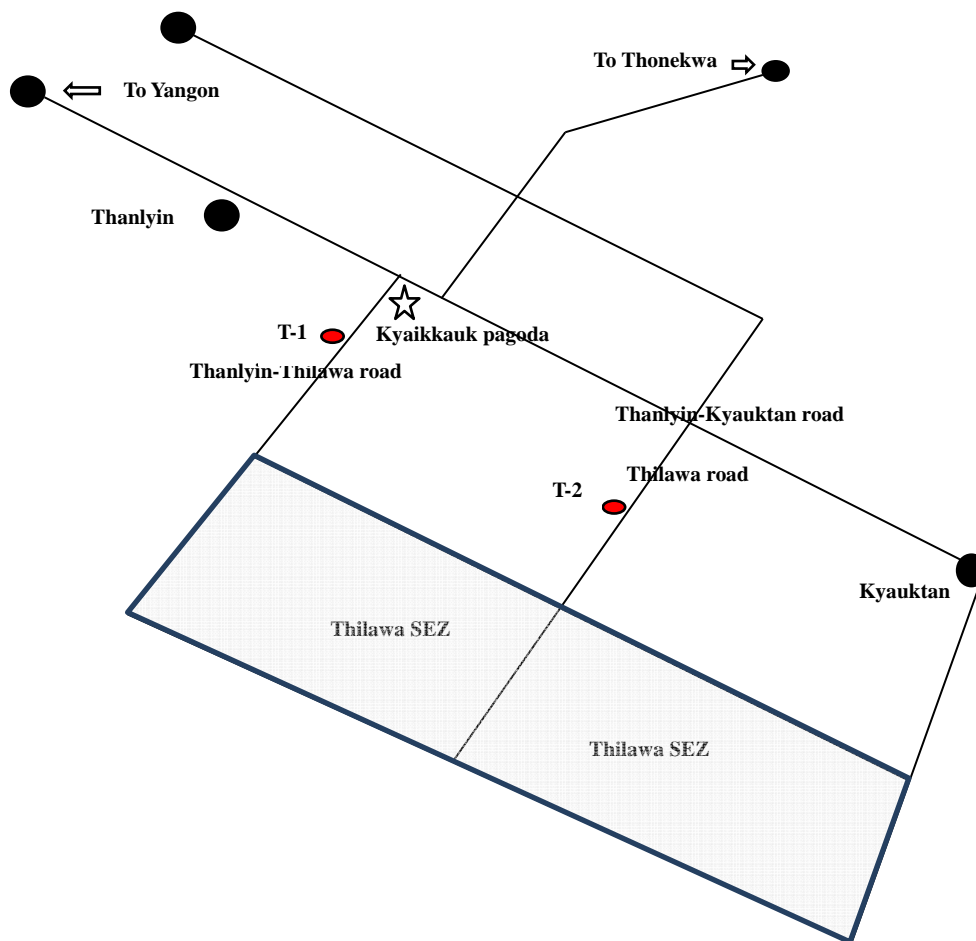 To Thonekwa
To Yangon
Thanlyin
T-1
Kyaikkauk pagoda
Thanlyin-Thilawa road
Thanlyin-Kyauktan road
Thilawa road
T-2
Kyauktan
Thilawa SEZ
Thilawa SEZ